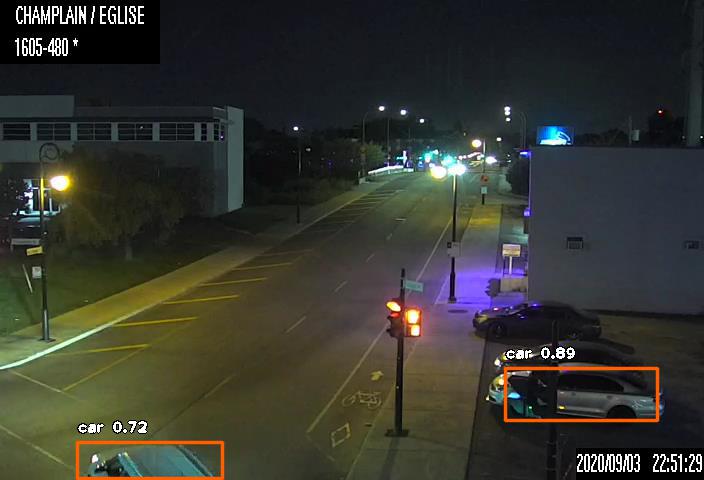 CHAMPLAIN / EGLISE
1605-480 *
car 0.89
car 0.72
2020/09/03 22:51:29